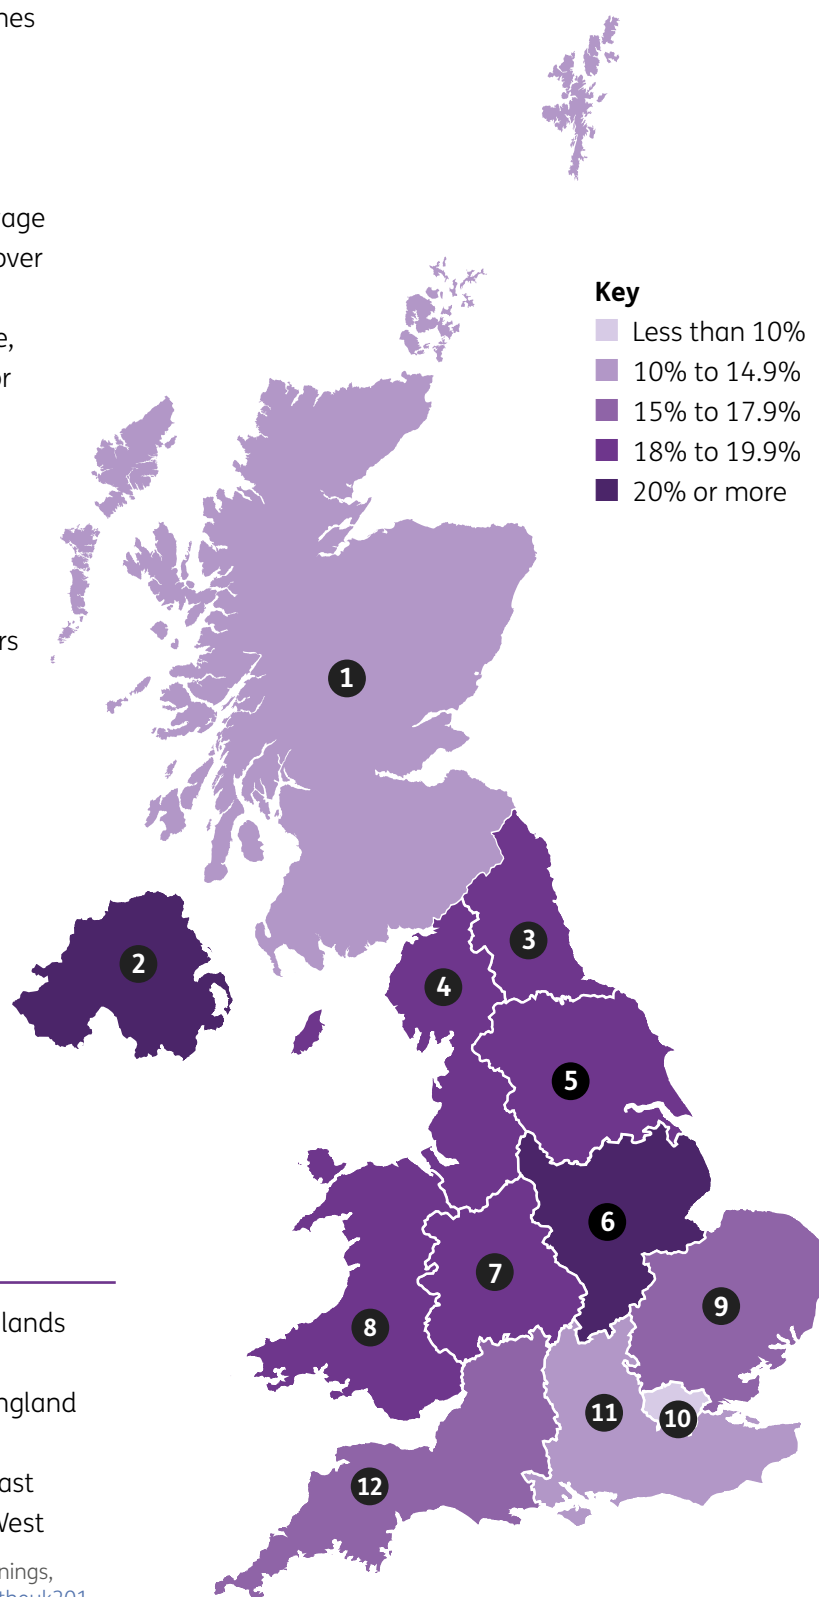 nes
age
over
e,
or
rs
Key
Less than 10%
10% to 14.9%
15% to 17.9%
18% to 19.9%
20% or more
1
2
3
4
5
6
7
8
9
10
11
12
lands
ngland
ast
West
nings,